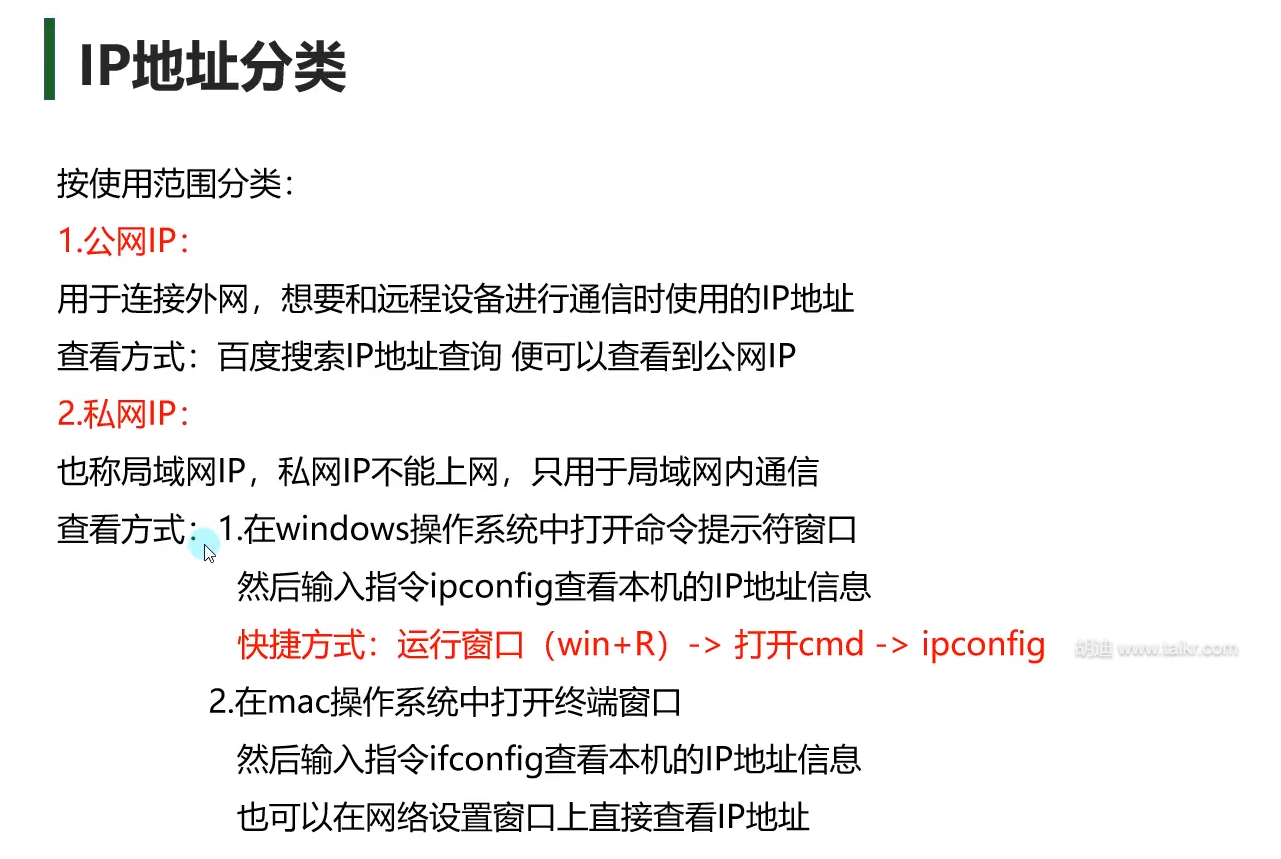 IP地址分类
按使用范围分类：
1.公网IP：
用于连接外网，想要和远程设备进行通信时使用的IP地址
查看方式：百度搜索IP地址查询 便可以查看到公网IP
2.私网IP：
也称局域网IP，私网IP不能上网，只用于局域网内通信
查看方式：1.在windows操作系统中打开命令提示符窗口
然后输入指令ipconfig查看本机的IP地址信息
快捷方式：运行窗口（win+R）-> 打开cmd -> ipconfig
胡迪 www.taikr.com
2.在mac操作系统中打开终端窗口
然后输入指令ifconfig查看本机的IP地址信息
也可以在网络设置窗口上直接查看IP地址